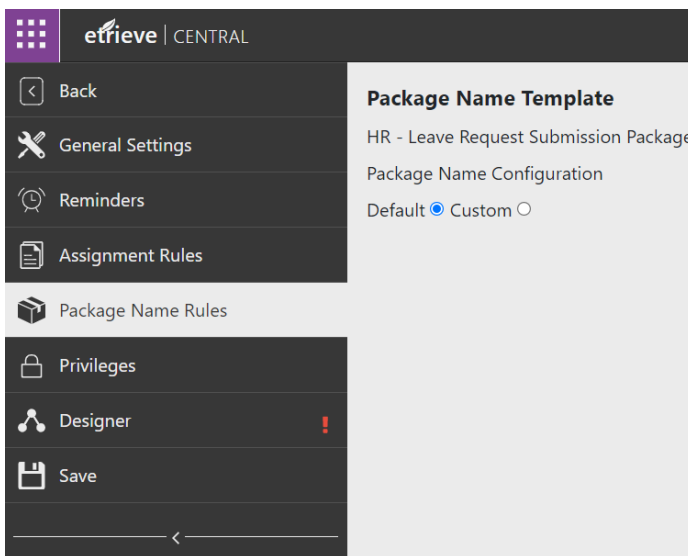 etrieve | CENTRAL
Back
General Settings
Reminders
Assignment Rules
Package Name Rules
Privileges
Designer
Save
Package Name Template
HR - Leave Request Submission Package
Package Name Configuration
Default Custom